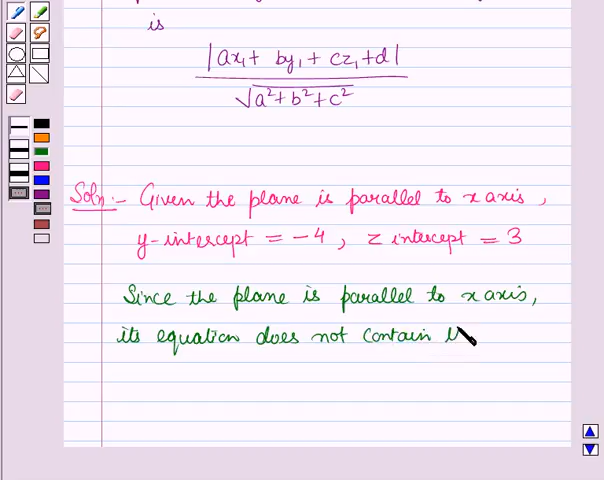 is
|ax₁ + by₁ + cz₁ + d|
√a² + b² + c²
Soln:- Given the plane is parallel to x axis,
y-intercept = -4, z intercept = 3
Since the plane is parallel to x axis,
its equation does not contain